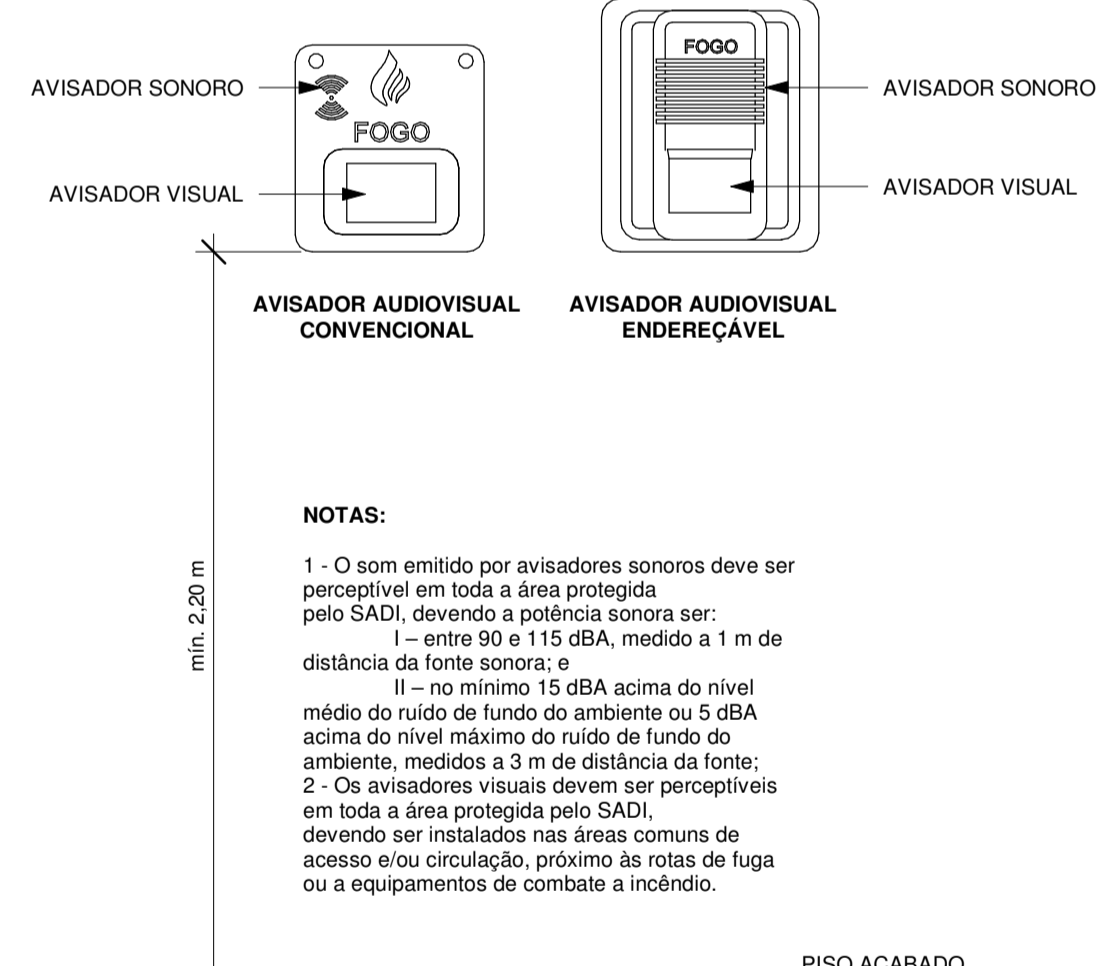 FOGO
AVISADOR SONORO
AVISADOR SONORO
FOGO
AVISADOR VISUAL
AVISADOR VISUAL
AVISADOR AUDIOVISUAL
CONVENCIONAL
AVISADOR AUDIOVISUAL
ENDEREÇÁVEL
NOTAS:
1 - O som emitido por avisadores sonoros deve ser
perceptível em toda a área protegida
pelo SADI, devendo a potência sonora ser:
I – entre 90 e 115 dBA, medido a 1 m de
distância da fonte sonora; e
II – no mínimo 15 dBA acima do nível
médio do ruído de fundo do ambiente ou 5 dBA
acima do nível máximo do ruído de fundo do
ambiente, medidos a 3 m de distância da fonte;
2 - Os avisadores visuais devem ser perceptíveis
em toda a área protegida pelo SADI,
devendo ser instalados nas áreas comuns de
acesso e/ou circulação, próximo às rotas de fuga
ou a equipamentos de combate a incêndio.
mín. 2,20 m
PISO ACABADO